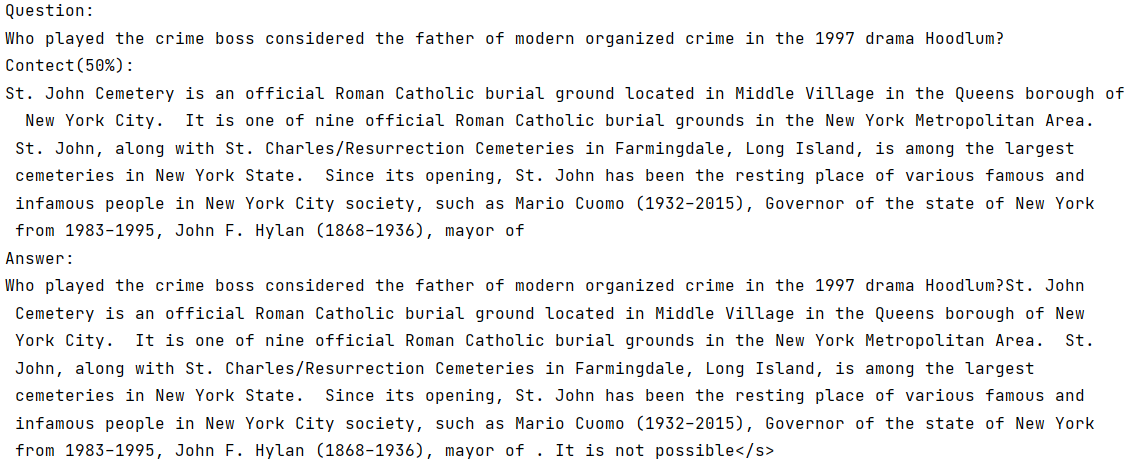 Question:
Who played the crime boss considered the father of modern organized crime in the 1997 drama Hoodlum?
Contect(50%):
St. John Cemetery is an official Roman Catholic burial ground located in Middle Village in the Queens borough of
New York City.  It is one of nine official Roman Catholic burial grounds in the New York Metropolitan Area.
St. John, along with St. Charles/Resurrection Cemeteries in Farmingdale, Long Island, is among the largest
cemeteries in New York State.  Since its opening, St. John has been the resting place of various famous and
infamous people in New York City society, such as Mario Cuomo (1932–2015), Governor of the state of New York
from 1983–1995, John F. Hylan (1868–1936), mayor of
Answer:
Who played the crime boss considered the father of modern organized crime in the 1997 drama Hoodlum?St. John
Cemetery is an official Roman Catholic burial ground located in Middle Village in the Queens borough of New
York City.  It is one of nine official Roman Catholic burial grounds in the New York Metropolitan Area.  St.
John, along with St. Charles/Resurrection Cemeteries in Farmingdale, Long Island, is among the largest
cemeteries in New York State.  Since its opening, St. John has been the resting place of various famous and
infamous people in New York City society, such as Mario Cuomo (1932–2015), Governor of the state of New York
from 1983–1995, John F. Hylan (1868–1936), mayor of . It is not possible</s>